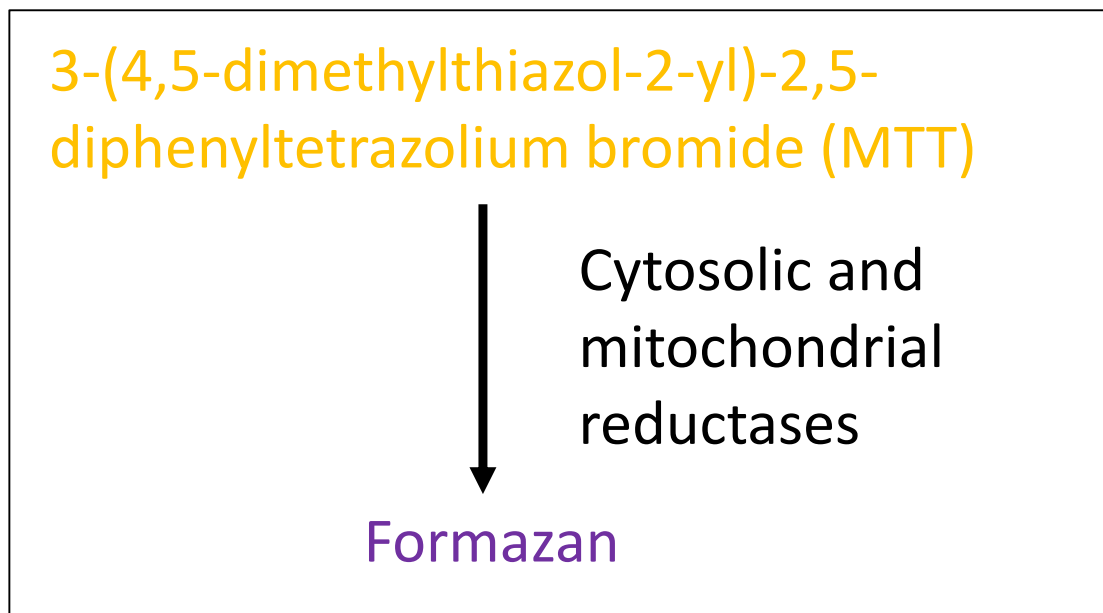 3-(4,5-dimethylthiazol-2-yl)-2,5-
diphenyltetrazolium bromide (MTT)
Cytosolic and
mitochondrial
reductases
Formazan